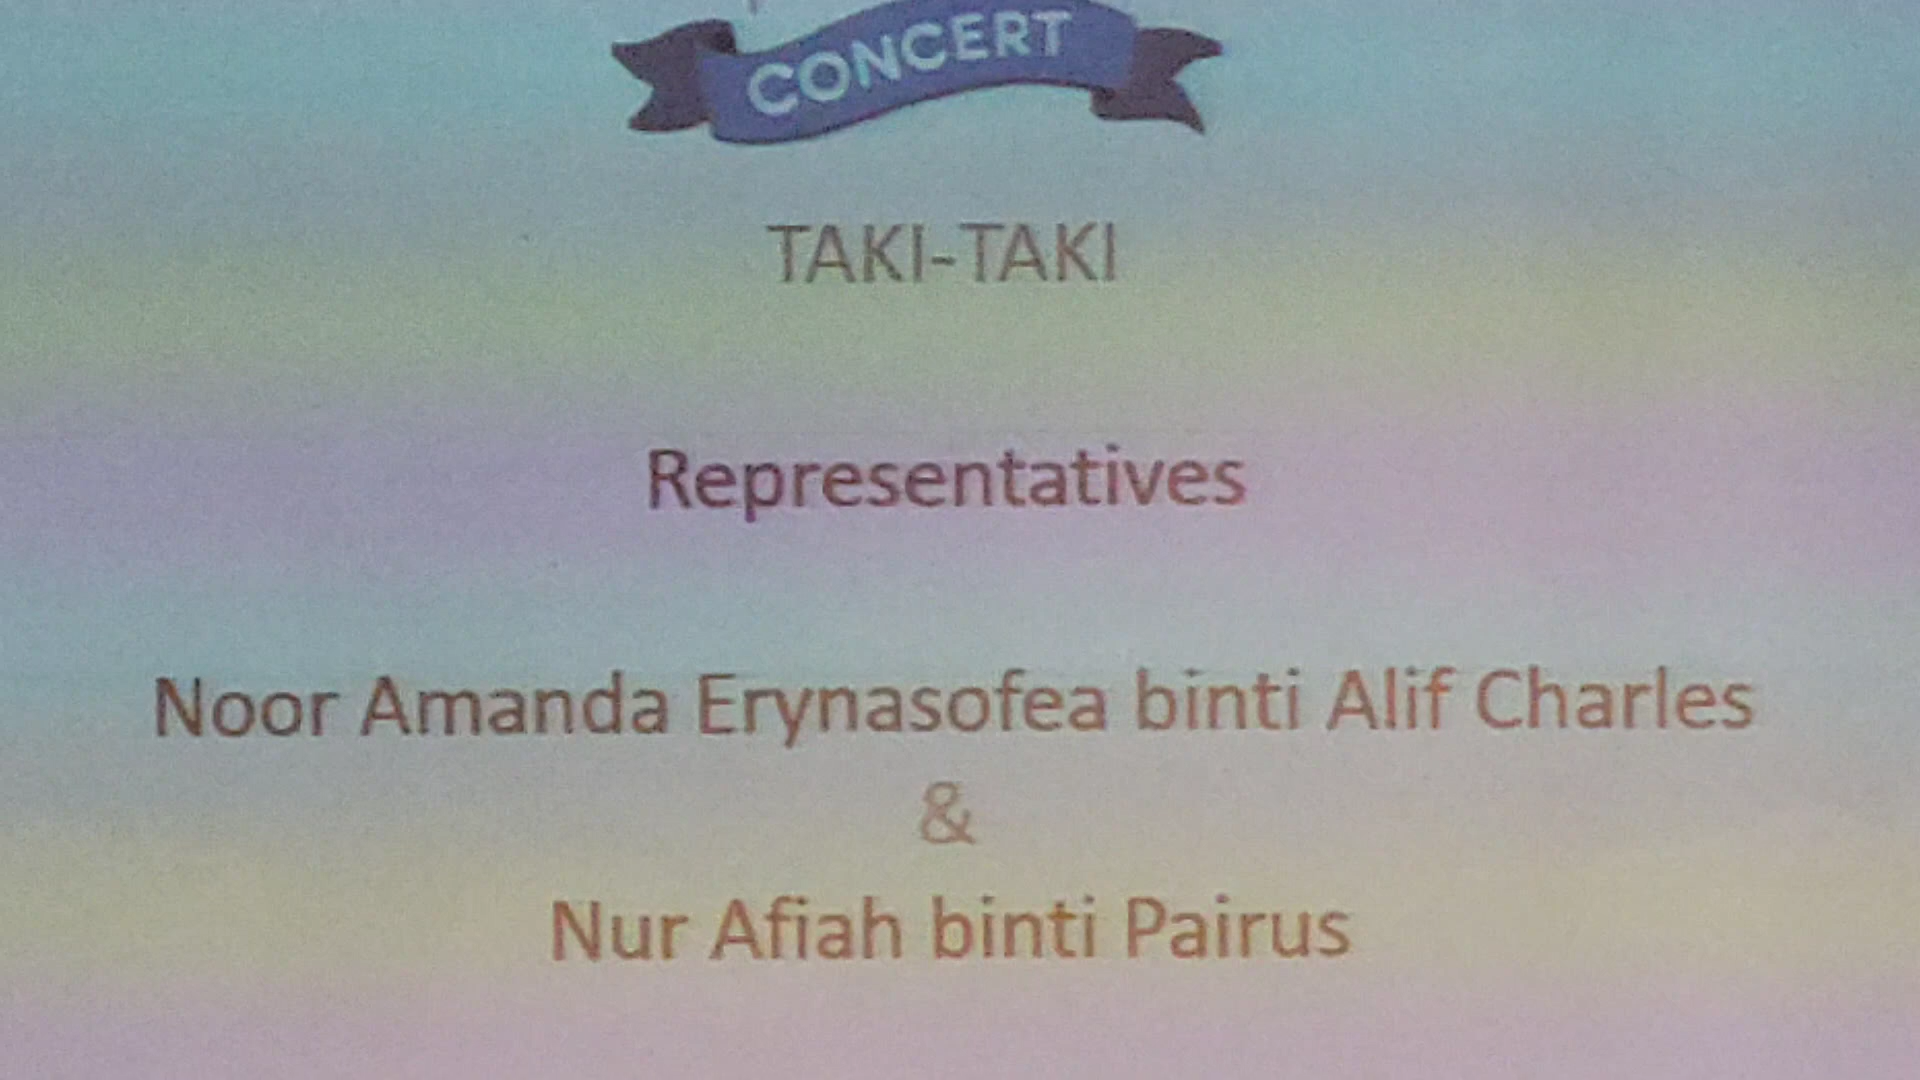 CONCERT
TAKI-TAKI
Representatives
Noor Amanda Erynasofea binti Alif Charles
&
Nur Afiah binti Pairus